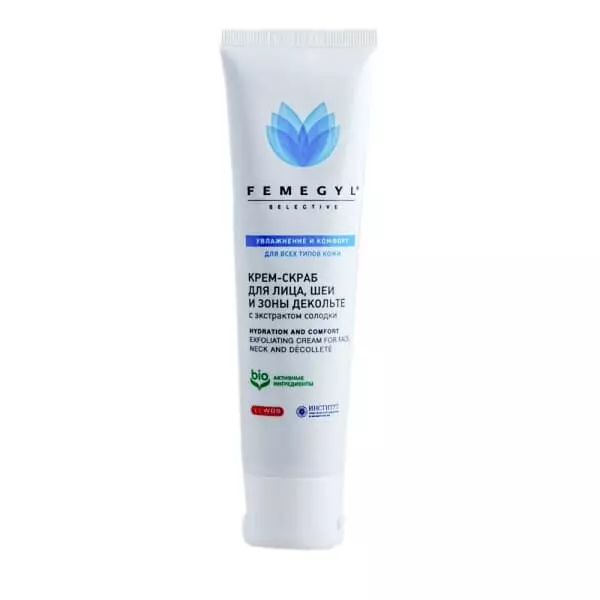 FEMEGYL®
SELECTIVE
УВЛАЖНЕНИЕ И КОМФОРТ
ДЛЯ ВСЕХ ТИПОВ КОЖИ
КРЕМ-СКРАБ
ДЛЯ ЛИЦА, ШЕИ
И ЗОНЫ ДЕКОЛЬТЕ
с экстрактом солодки
HYDRATION AND COMFORT
EXFOLIATING CREAM FOR FACE,
NECK AND DÉCOLLETÉ
bio АКТИВНЫЕ
ИНГРЕДИЕНТЫ
ИНСТИТУТ